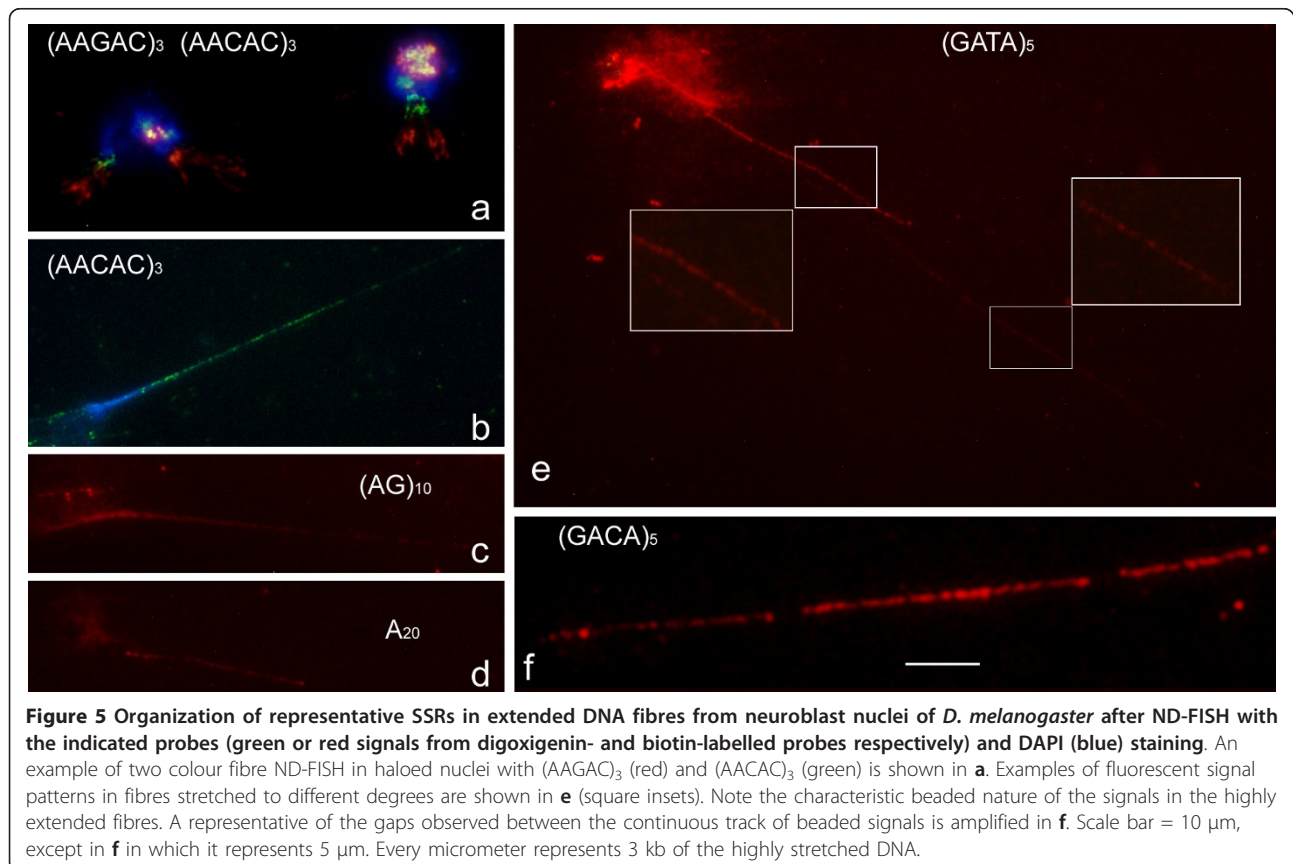 (AAGAC)₃ (AACAC)₃
a
(AACAC)₃
b
(AG)₁₀
c
A₂₀
d
(GATA)₅
e
(GACA)₅
f
Figure 5 Organization of representative SSRs in extended DNA fibres from neuroblast nuclei of D. melanogaster after ND-FISH with
the indicated probes (green or red signals from digoxigenin- and biotin-labelled probes respectively) and DAPI (blue) staining. An
example of two colour fibre ND-FISH in haloed nuclei with (AAGAC)₃ (red) and (AACAC)₃ (green) is shown in a. Examples of fluorescent signal
patterns in fibres stretched to different degrees are shown in e (square insets). Note the characteristic beaded nature of the signals in the highly
extended fibres. A representative of the gaps observed between the continuous track of beaded signals is amplified in f. Scale bar = 10 μm,
except in f in which it represents 5 μm. Every micrometer represents 3 kb of the highly stretched DNA.